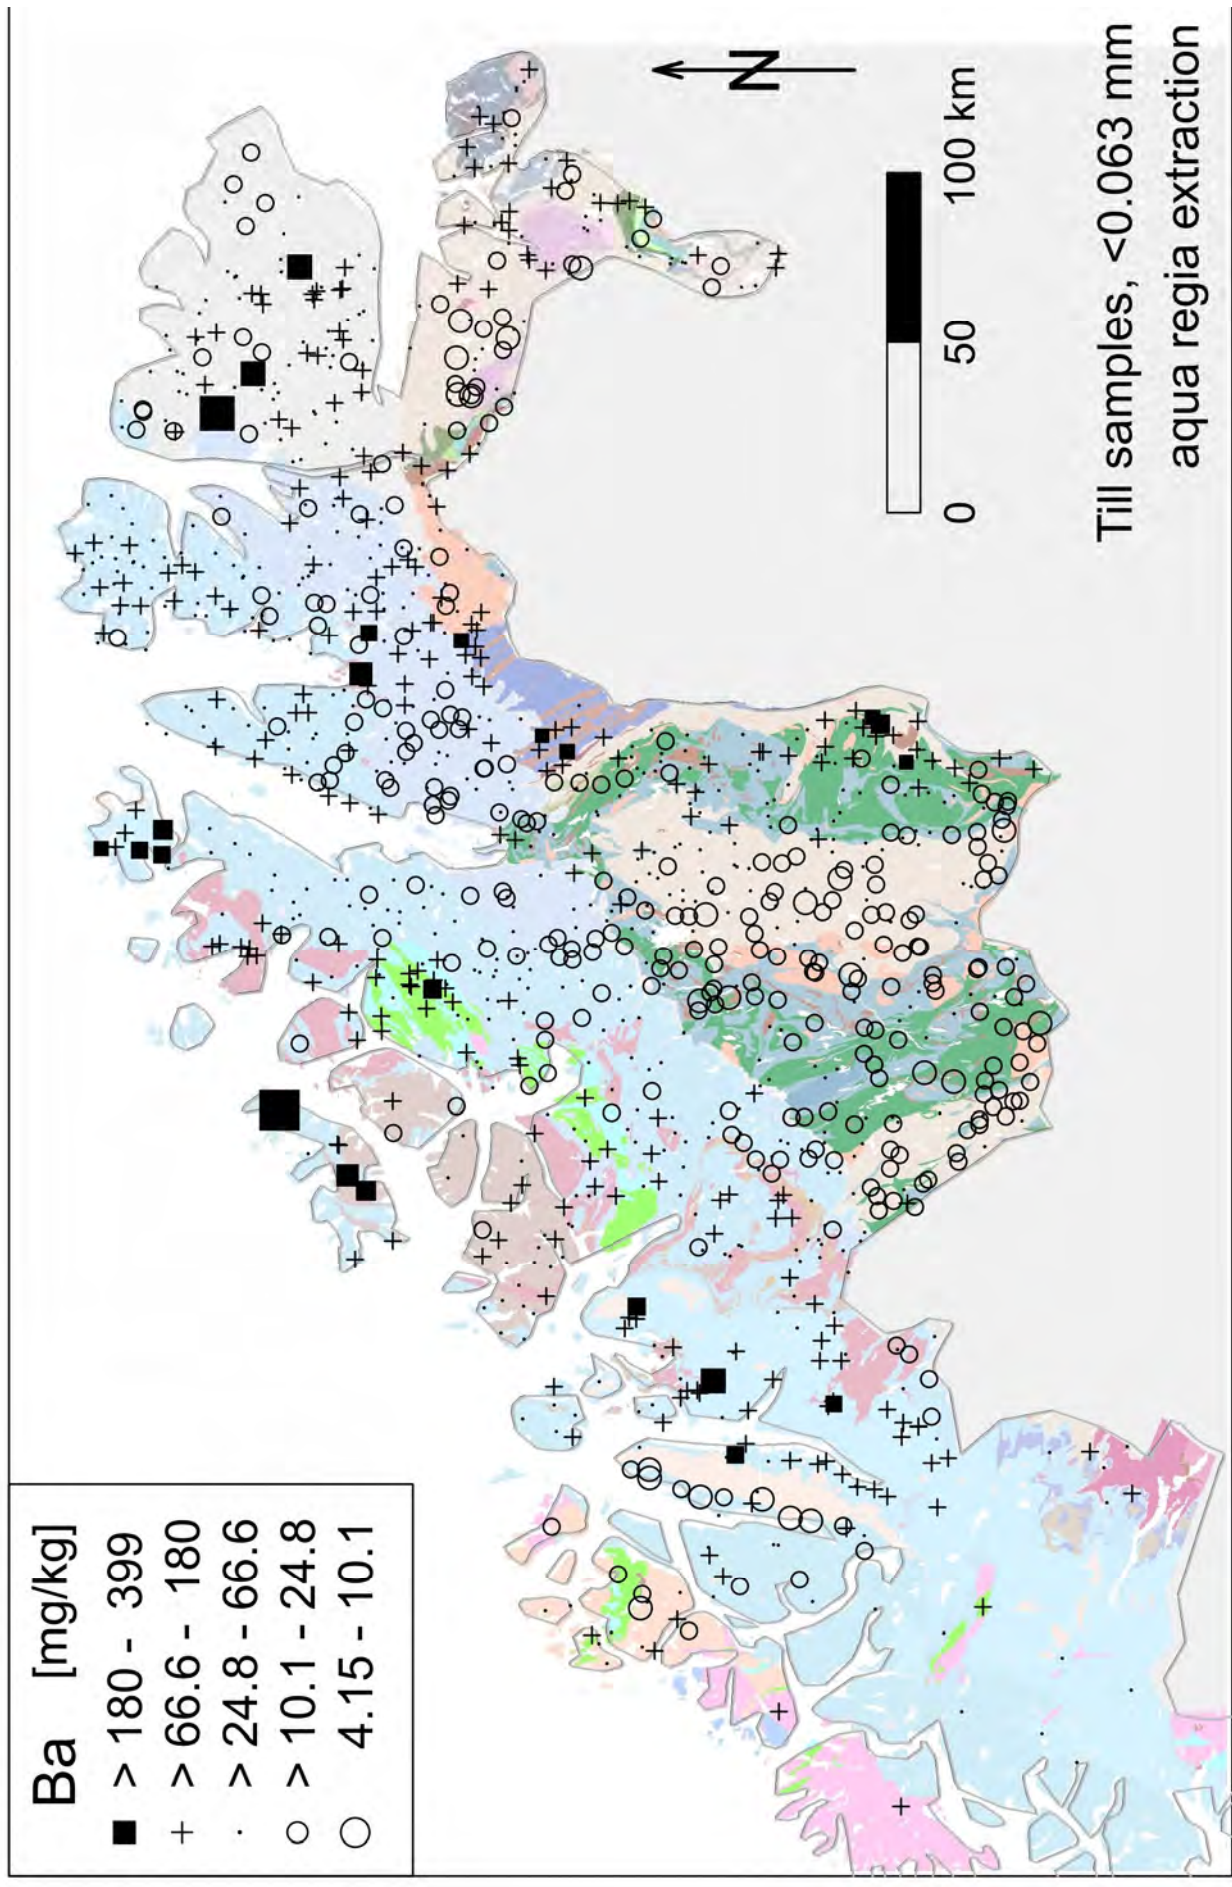 Ba [mg/kg]
> 180 - 399
> 66.6 - 180
> 24.8 - 66.6
> 10.1 - 24.8
4.15 - 10.1
N
0 50 100 km
Till samples, <0.063 mm
aqua regia extraction